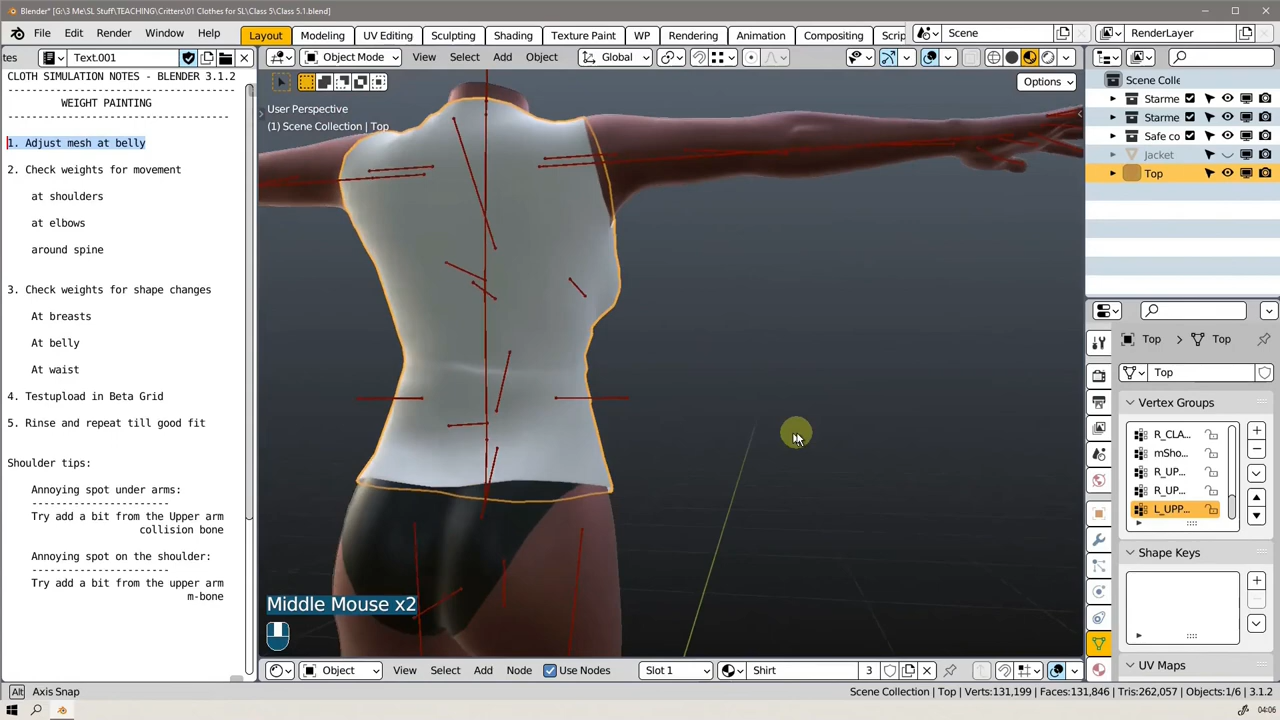 Blender* [G:\3 Me\SL Stuff\TEACHING\Critters\01 Clothes for SL\Class 5\Class 5.1.blend]
File Edit Render Window Help Layout Modeling UV Editing Sculpting Shading Texture Paint WP Rendering Animation Compositing Scrip Scene RenderLayer
tes Text.001 Object Mode View Select Add Object Global
Options
CLOTH SIMULATION NOTES - BLENDER 3.1.2
------------------------------------
WEIGHT PAINTING
------------------------------------
1. Adjust mesh at belly
2. Check weights for movement
at shoulders
at elbows
around spine
3. Check weights for shape changes
At breasts
At belly
At waist
4. Testupload in Beta Grid
5. Rinse and repeat till good fit
Shoulder tips:
Annoying spot under arms:
-----------------------
Try add a bit from the Upper arm
collision bone
Annoying spot on the shoulder:
-----------------------
Try add a bit from the upper arm
m-bone
User Perspective
(1) Scene Collection | Top
Middle Mouse x2
Scene Colle
Starme
Starme
Safe co
Jacket
Top
Top > Top
Top
Vertex Groups
R_CLA...
mSho...
R_UP...
R_UP...
L_UPP...
Shape Keys
UV Maps
Object View Select Add Node Use Nodes Slot 1 Shirt 3
Alt Axis Snap
Scene Collection | Top | Verts:131,199 | Faces:131,846 | Tris:262,057 | Objects:1/6 | 3.1.2
04:06